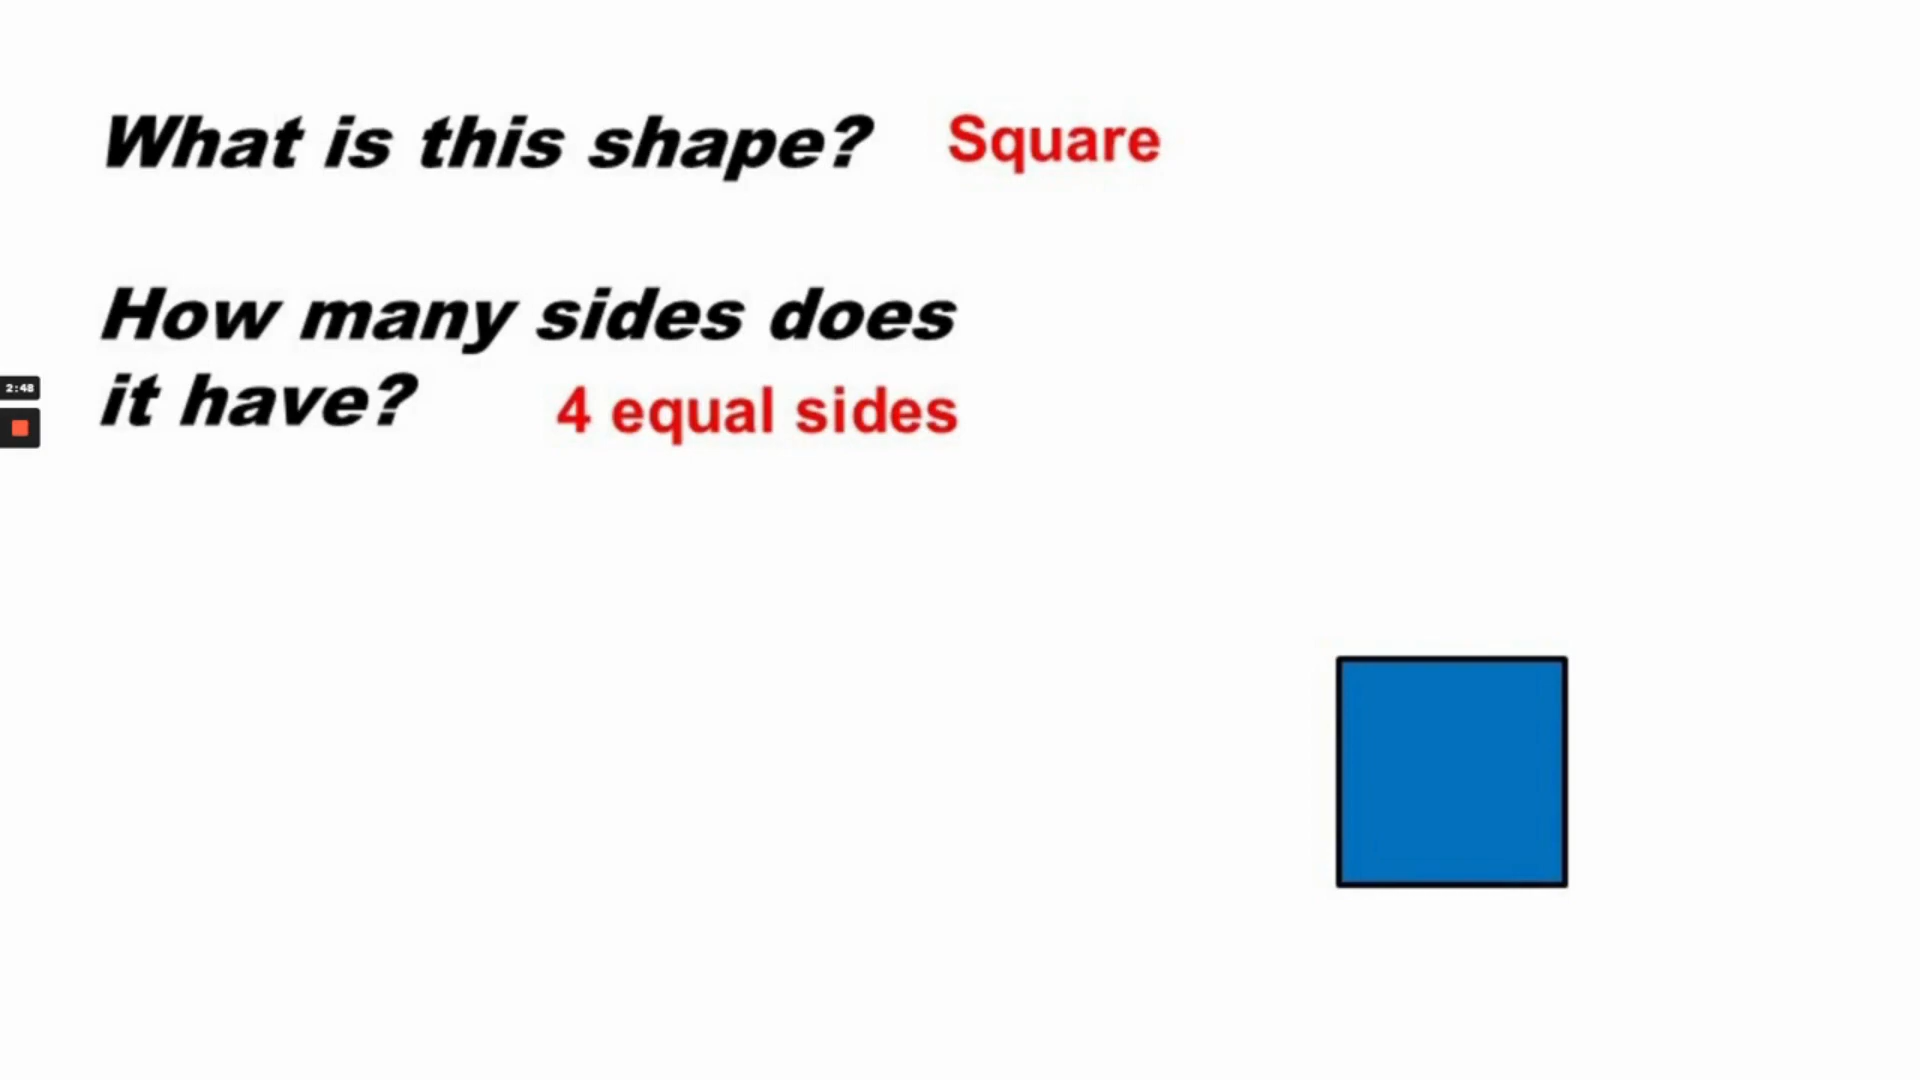 What is this shape? Square
How many sides does
it have? 4 equal sides
2:48